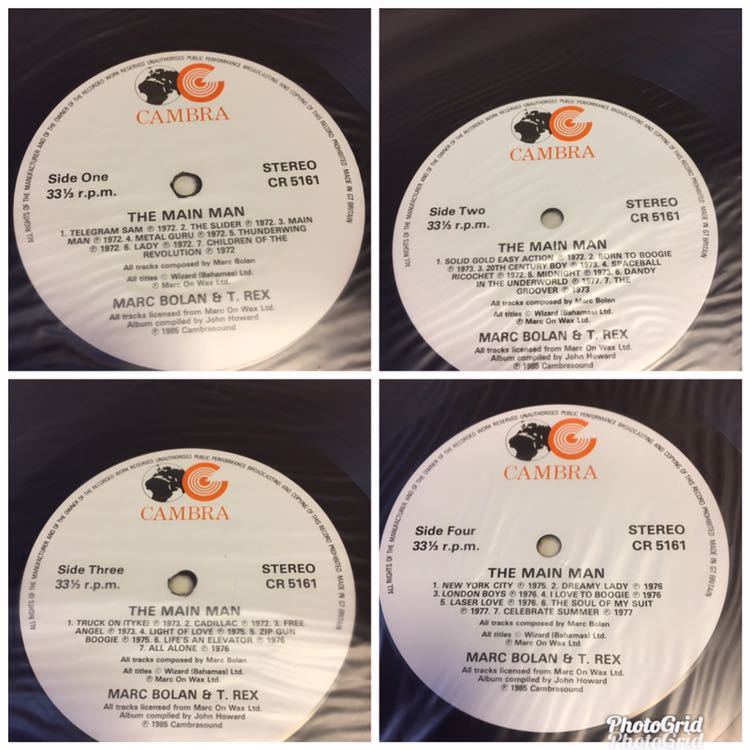 ALL RIGHTS OF THE MANUFACTURER AND OF THE OWNER OF THE RECORDED WORK RESERVED UNAUTHORISED PUBLIC PERFORMANCE BROADCASTING AND COPYING OF THIS RECORD PROHIBITED MADE IN GT BRITAIN
CAMBRA
Side One
33⅓ r.p.m.
STEREO
CR 5161
THE MAIN MAN
1. TELEGRAM SAM ℗ 1972. 2. THE SLIDER ℗ 1972. 3. MAIN
MAN ℗ 1972. 4. METAL GURU ℗ 1972. 5. THUNDERWING
℗ 1972. 6. LADY ℗ 1972. 7. CHILDREN OF THE
REVOLUTION ℗ 1972
All tracks composed by Marc Bolan
All titles © Wizard (Bahamas) Ltd.
℗ Marc On Wax Ltd.
MARC BOLAN & T. REX
All tracks licensed from Marc On Wax Ltd.
Album compiled by John Howard
℗ 1985 Cambrasound
ALL RIGHTS OF THE MANUFACTURER AND OF THE OWNER OF THE RECORDED WORK RESERVED UNAUTHORISED PUBLIC PERFORMANCE BROADCASTING AND COPYING OF THIS RECORD PROHIBITED MADE IN GT BRITAIN
CAMBRA
Side Two
33⅓ r.p.m.
STEREO
CR 5161
THE MAIN MAN
1. SOLID GOLD EASY ACTION ℗ 1972. 2. BORN TO BOOGIE
℗ 1973. 3. 20TH CENTURY BOY ℗ 1973. 4. SPACEBALL
RICOCHET ℗ 1972. 5. MIDNIGHT ℗ 1973. 6. DANDY
IN THE UNDERWORLD ℗ 1977. 7. THE
GROOVER ℗ 1973
All tracks composed by Marc Bolan
All titles © Wizard (Bahamas) Ltd.
℗ Marc On Wax Ltd.
MARC BOLAN & T. REX
All tracks licensed from Marc On Wax Ltd.
Album compiled by John Howard
℗ 1985 Cambrasound
ALL RIGHTS OF THE MANUFACTURER AND OF THE OWNER OF THE RECORDED WORK RESERVED UNAUTHORISED PUBLIC PERFORMANCE BROADCASTING AND COPYING OF THIS RECORD PROHIBITED MADE IN GT BRITAIN
CAMBRA
Side Three
33⅓ r.p.m.
STEREO
CR 5161
THE MAIN MAN
1. TRUCK ON (TYKE) ℗ 1973. 2. CADILLAC ℗ 1972. 3. FREE
ANGEL ℗ 1973. 4. LIGHT OF LOVE ℗ 1975. 5. ZIP GUN
BOOGIE ℗ 1975. 6. LIFE'S AN ELEVATOR ℗ 1976
7. ALL ALONE ℗ 1976
All tracks composed by Marc Bolan
All titles © Wizard (Bahamas) Ltd.
℗ Marc On Wax Ltd.
MARC BOLAN & T. REX
All tracks licensed from Marc On Wax Ltd.
Album compiled by John Howard
℗ 1985 Cambrasound
ALL RIGHTS OF THE MANUFACTURER AND OF THE OWNER OF THE RECORDED WORK RESERVED UNAUTHORISED PUBLIC PERFORMANCE BROADCASTING AND COPYING OF THIS RECORD PROHIBITED MADE IN GT BRITAIN
CAMBRA
Side Four
33⅓ r.p.m.
STEREO
CR 5161
THE MAIN MAN
1. NEW YORK CITY ℗ 1975. 2. DREAMY LADY ℗ 1976
3. LONDON BOYS ℗ 1976. 4. I LOVE TO BOOGIE ℗ 1976
5. LASER LOVE ℗ 1976. 6. THE SOUL OF MY SUIT
℗ 1977. 7. CELEBRATE SUMMER ℗ 1977
All tracks composed by Marc Bolan
All titles © Wizard (Bahamas) Ltd.
℗ Marc On Wax Ltd.
MARC BOLAN & T. REX
All tracks licensed from Marc On Wax Ltd.
Album compiled by John Howard
℗ 1985 Cambrasound
PhotoGrid